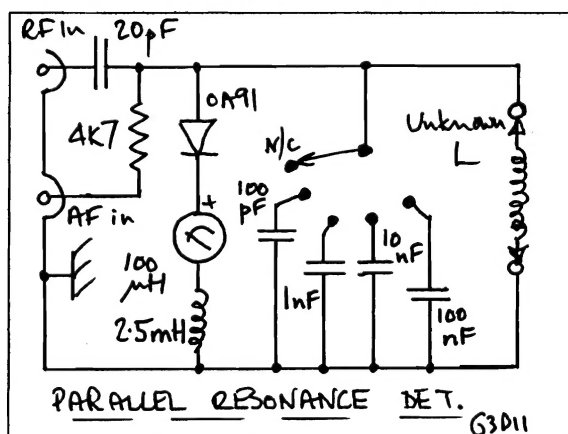 RF In
20pF
4K7
AF in
OA91
+
100
μH
2.5mH
N/C
100
pF
1nF
10
nF
100
nF
Unknown
L
PARALLEL RESONANCE DET.